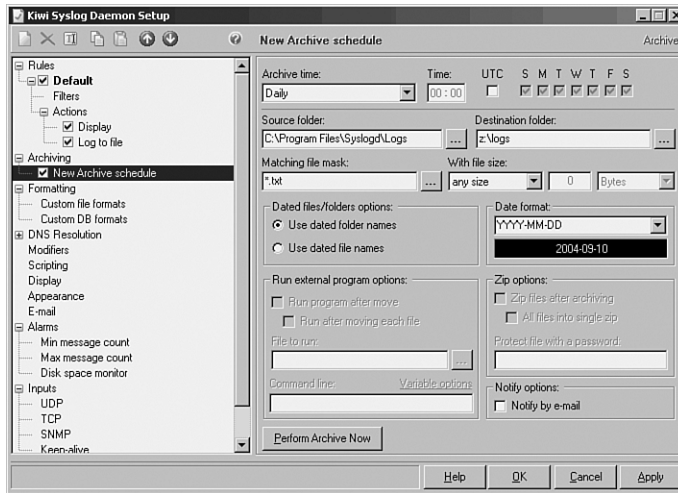 Kiwi Syslog Daemon Setup
New Archive schedule
Archive
Rules
Default
Filters
Actions
Display
Log to file
Archiving
New Archive schedule
Formatting
Custom file formats
Custom DB formats
DNS Resolution
Modifiers
Scripting
Display
Appearance
E-mail
Alarms
Min message count
Max message count
Disk space monitor
Inputs
UDP
TCP
SNMP
Keep-alive
Archive time:
Time:
UTC
S M T W T F S
Daily
00 : 00
Source folder:
Destination folder:
C:\Program Files\Syslogd\Logs
...
z:\logs
...
Matching file mask:
With file size:
*.txt
...
any size
0
Bytes
Dated files/folders options:
Use dated folder names
Use dated file names
Date format:
YYYY-MM-DD
2004-09-10
Run external program options:
Run program after move
Run after moving each file
File to run:
...
Command line:
Variable options
Zip options:
Zip files after archiving
All files into single zip
Protect file with a password:
Notify options:
Notify by e-mail
Perform Archive Now
Help
OK
Cancel
Apply